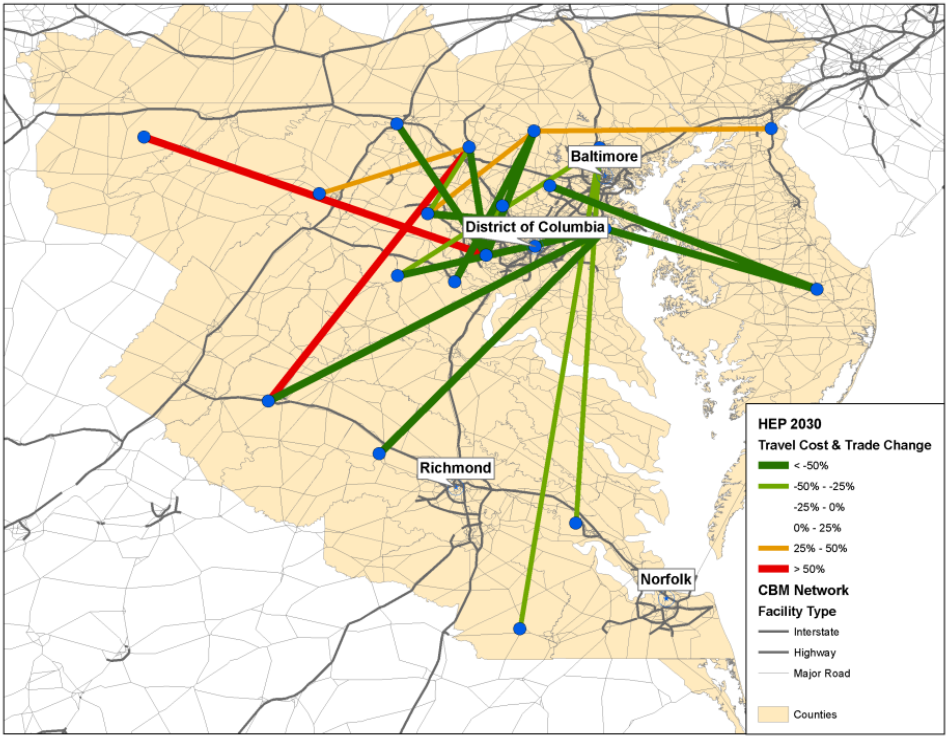 Baltimore
District of Columbia
Richmond
Norfolk
HEP 2030
Travel Cost & Trade Change
< -50%
-50% - -25%
-25% - 0%
0% - 25%
25% - 50%
> 50%
CBM Network
Facility Type
Interstate
Highway
Major Road
Counties